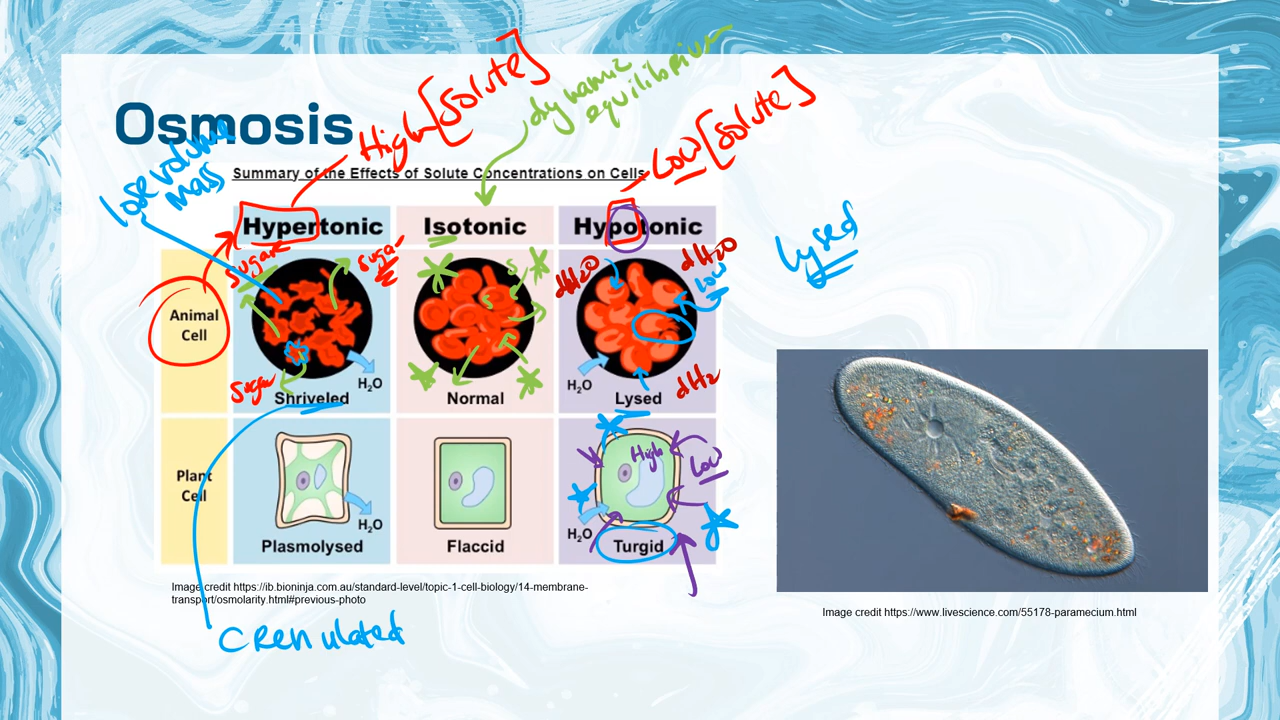 Osmosis
High [solute]
dynamic
equilibrium
Low [solute]
lose volume
mass
Summary of the Effects of Solute Concentrations on Cells
Hypertonic
Isotonic
Hypotonic
Lysed
Animal
Cell
sugar
sugar
Sugar
H₂O
Shriveled
S
S
Normal
dH2O
dH2O
Low
H₂O
dH2
Lysed
Plant
Cell
H₂O
Plasmolysed
Flaccid
High
Low
H₂O
Turgid
Image credit https://ib.bioninja.com.au/standard-level/topic-1-cell-biology/14-membrane-
transport/osmolarity.html#previous-photo
Image credit https://www.livescience.com/55178-paramecium.html
Crenulated